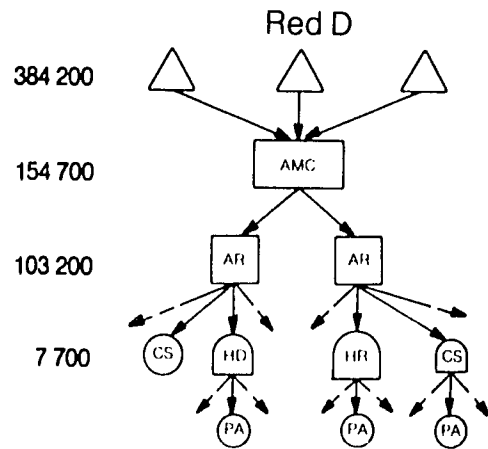 Red D
384 200
154 700
AMC
103 200
AR AR
7 700
CS HD HR CS
PA PA PA